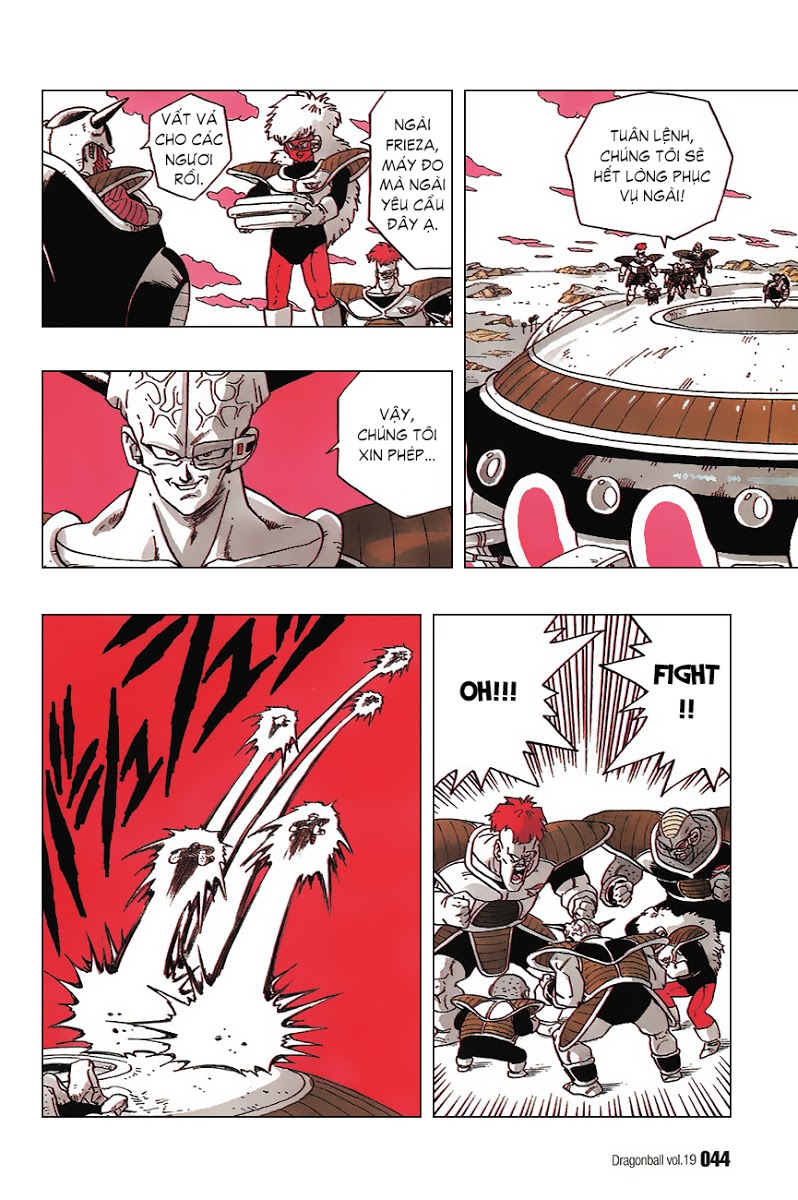 TUÂN LỆNH,
CHÚNG TÔI SẼ
HẾT LÒNG PHỤC
VỤ NGÀI!
NGÀI
FRIEZA,
MÁY ĐO
MÀ NGÀI
YÊU CẦU
ĐÂY Ạ.
VẤT VẢ
CHO CÁC
NGƯƠI
RỒI.
VẬY,
CHÚNG TÔI
XIN PHÉP...
FIGHT
!!
OH!!!
Dragonball vol.19 044